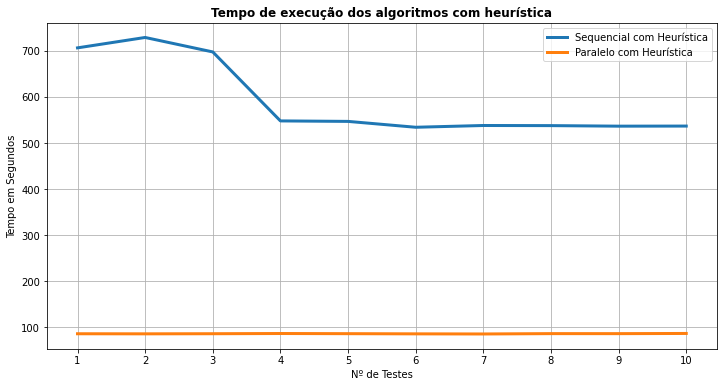 Tempo de execução dos algoritmos com heurística
Sequencial com Heurística
Paralelo com Heurística
Tempo em Segundos
700
600
500
400
300
200
100
1 2 3 4 5 6 7 8 9 10
Nº de Testes